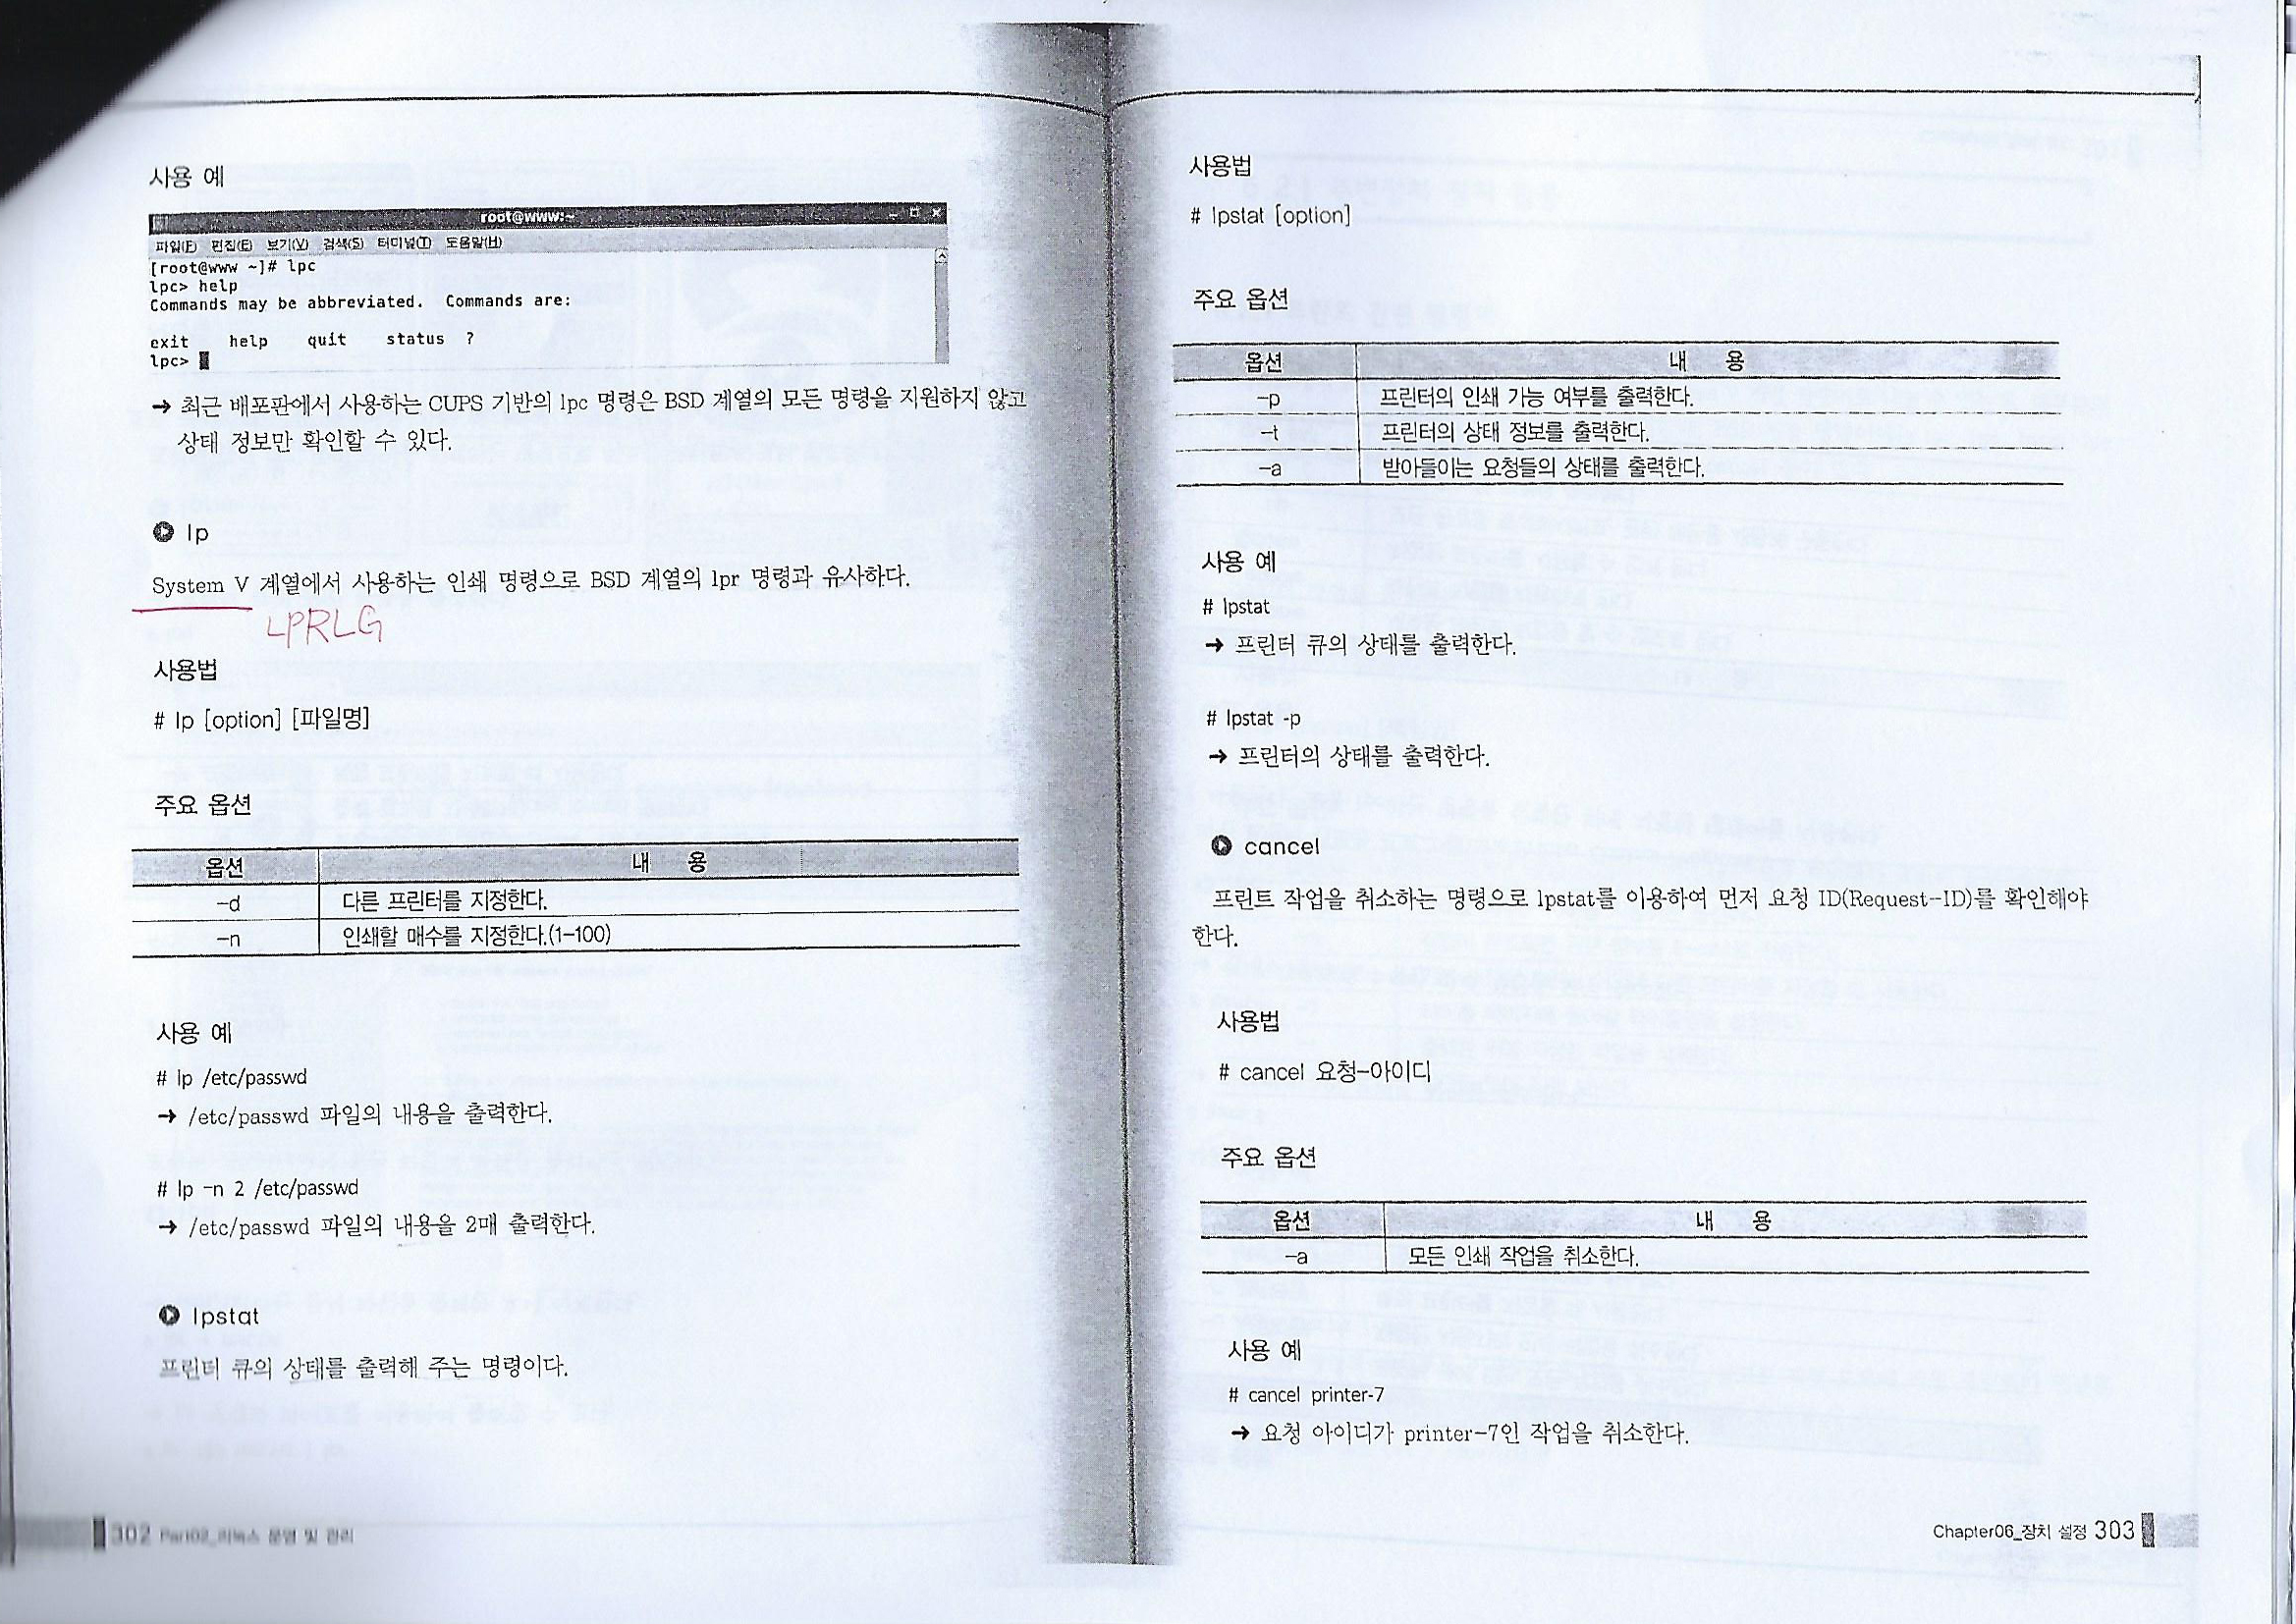 사용 예
root@www:~
파일(F) 편집(E) 보기(V) 검색(S) 터미널(T) 도움말(H)
[root@www ~]# lpc
lpc> help
Commands may be abbreviated.  Commands are:
exit    help    quit    status  ?
lpc>
→ 최근 배포판에서 사용하는 CUPS 기반의 lpc 명령은 BSD 계열의 모든 명령을 지원하지 않고
상태 정보만 확인할 수 있다.
lp
System V 계열에서 사용하는 인쇄 명령으로 BSD 계열의 lpr 명령과 유사하다.
LPRLG
사용법
# lp [option] [파일명]
주요 옵션
옵션 내 용
-d 다른 프린터를 지정한다.
-n 인쇄할 매수를 지정한다.(1-100)
사용 예
# lp /etc/passwd
→ /etc/passwd 파일의 내용을 출력한다.
# lp -n 2 /etc/passwd
→ /etc/passwd 파일의 내용을 2매 출력한다.
lpstat
프린터 큐의 상태를 출력해 주는 명령이다.
302 Part02_리눅스 운영 및 관리
사용법
# lpstat [option]
주요 옵션
옵션 내 용
-p 프린터의 인쇄 가능 여부를 출력한다.
-t 프린터의 상태 정보를 출력한다.
-a 받아들이는 요청들의 상태를 출력한다.
사용 예
# lpstat
→ 프린터 큐의 상태를 출력한다.
# lpstat -p
→ 프린터의 상태를 출력한다.
cancel
프린트 작업을 취소하는 명령으로 lpstat를 이용하여 먼저 요청 ID(Request-ID)를 확인해야
한다.
사용법
# cancel 요청-아이디
주요 옵션
옵션 내 용
-a 모든 인쇄 작업을 취소한다.
사용 예
# cancel printer-7
→ 요청 아이디가 printer-7인 작업을 취소한다.
Chapter06_장치 설정 303